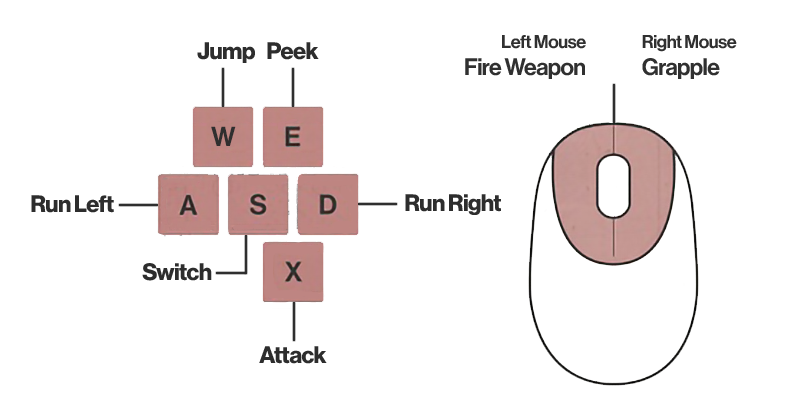 Jump Peek
W E
Run Left A S D Run Right
Switch X
Attack
Left Mouse
Fire Weapon
Right Mouse
Grapple